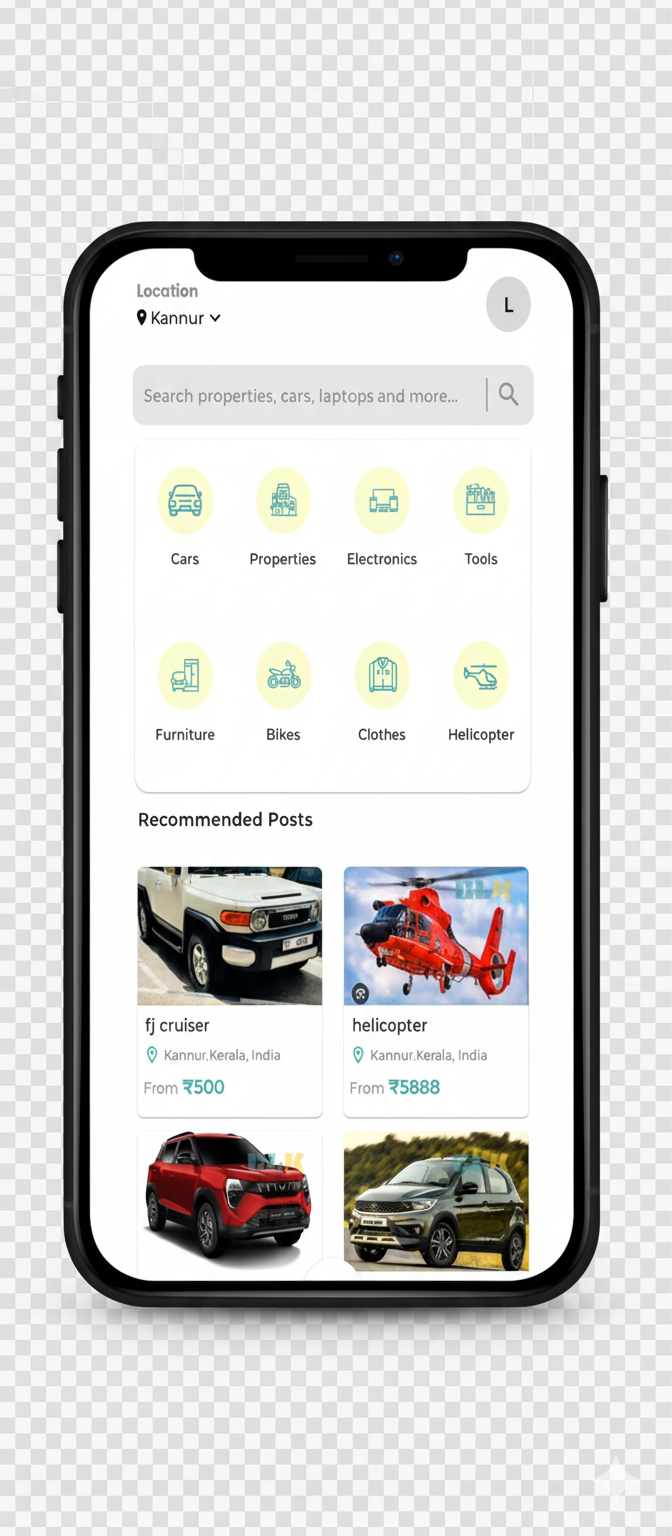 Location
Kannur
L
Search properties, cars, laptops and more...
Cars Properties Electronics Tools
Furniture Bikes Clothes Helicopter
Recommended Posts
fj cruiser helicopter
Kannur,Kerala, India Kannur,Kerala, India
From ₹500 From ₹5888